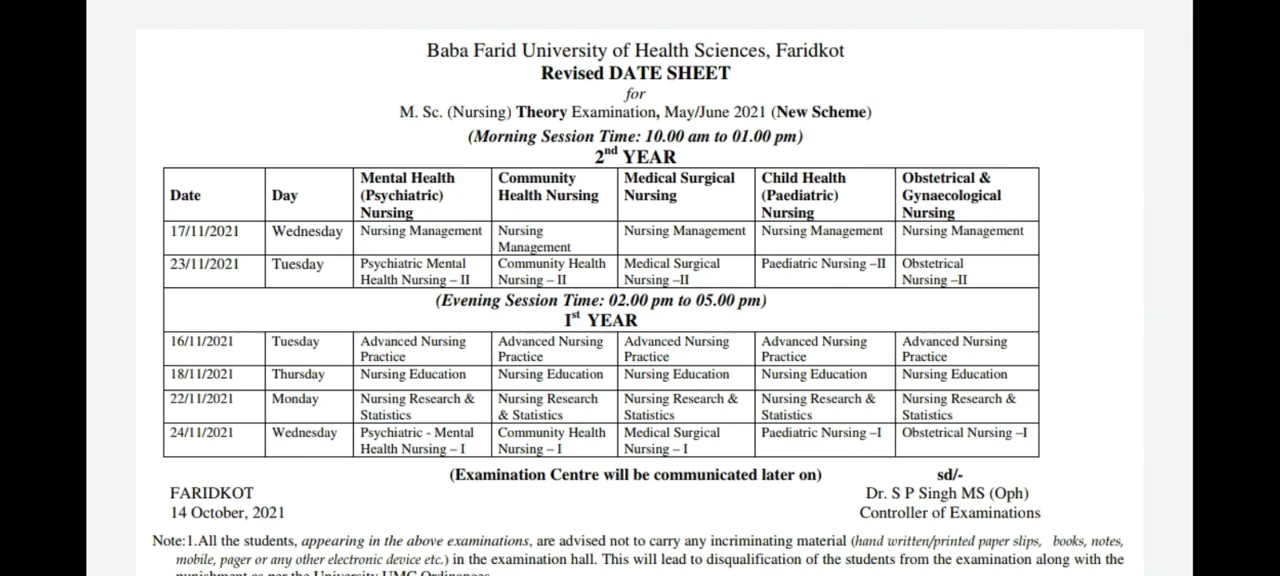 Baba Farid University of Health Sciences, Faridkot
Revised DATE SHEET
for
M. Sc. (Nursing) Theory Examination, May/June 2021 (New Scheme)
(Morning Session Time: 10.00 am to 01.00 pm)
2nd YEAR
Date Day Mental Health (Psychiatric) Nursing Community Health Nursing Medical Surgical Nursing Child Health (Paediatric) Nursing Obstetrical & Gynaecological Nursing
17/11/2021 Wednesday Nursing Management Nursing Management Nursing Management Nursing Management Nursing Management
23/11/2021 Tuesday Psychiatric Mental Health Nursing – II Community Health Nursing – II Medical Surgical Nursing –II Paediatric Nursing –II Obstetrical Nursing –II
(Evening Session Time: 02.00 pm to 05.00 pm)
1st YEAR
16/11/2021 Tuesday Advanced Nursing Practice Advanced Nursing Practice Advanced Nursing Practice Advanced Nursing Practice Advanced Nursing Practice
18/11/2021 Thursday Nursing Education Nursing Education Nursing Education Nursing Education Nursing Education
22/11/2021 Monday Nursing Research & Statistics Nursing Research & Statistics Nursing Research & Statistics Nursing Research & Statistics Nursing Research & Statistics
24/11/2021 Wednesday Psychiatric - Mental Health Nursing – I Community Health Nursing – I Medical Surgical Nursing – I Paediatric Nursing –I Obstetrical Nursing –I
(Examination Centre will be communicated later on) sd/-
FARIDKOT Dr. S P Singh MS (Oph)
14 October, 2021 Controller of Examinations
Note:1.All the students, appearing in the above examinations, are advised not to carry any incriminating material (hand written/printed paper slips, books, notes,
mobile, pager or any other electronic device etc.) in the examination hall. This will lead to disqualification of the students from the examination along with the
punishment as per the University UMC Ordinances